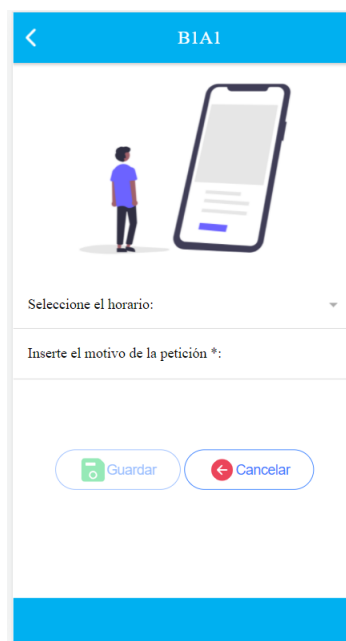 B1A1
Seleccione el horario:
Inserte el motivo de la petición *:
Guardar
Cancelar